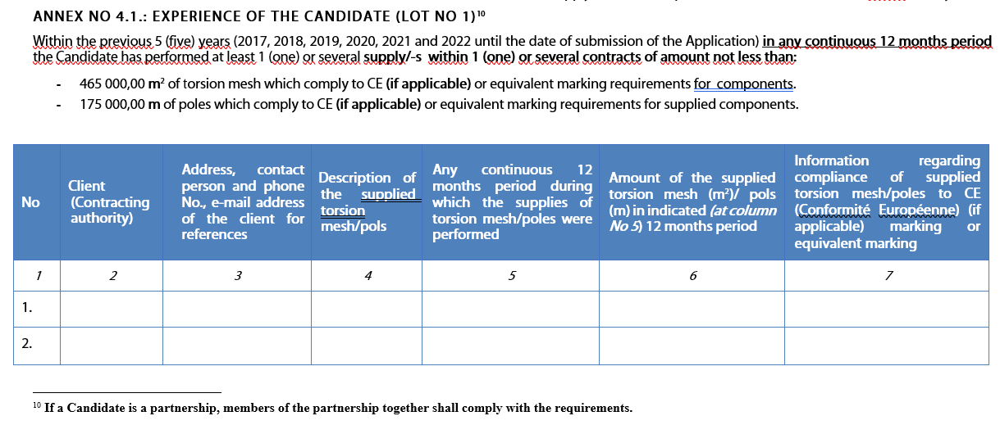 ANNEX NO 4.1.: EXPERIENCE OF THE CANDIDATE (LOT NO 1)¹⁰
Within the previous 5 (five) years (2017, 2018, 2019, 2020, 2021 and 2022 until the date of submission of the Application) in any continuous 12 months period
the Candidate has performed at least 1 (one) or several supply/-s within 1 (one) or several contracts of amount not less than:
- 465 000,00 m² of torsion mesh which comply to CE (if applicable) or equivalent marking requirements for components.
- 175 000,00 m of poles which comply to CE (if applicable) or equivalent marking requirements for supplied components.
No
Client
(Contracting
authority)
Address, contact
person and phone
No., e-mail address
of the client for
references
Description of
the supplied
torsion
mesh/pols
Any continuous 12
months period during
which the supplies of
torsion mesh/poles were
performed
Amount of the supplied
torsion mesh (m²)/ pols
(m) in indicated (at column
No 5) 12 months period
Information regarding
compliance of supplied
torsion mesh/poles to CE
(Conformité Européenne) (if
applicable) marking or
equivalent marking
1 2 3 4 5 6 7
1.
2.
¹⁰ If a Candidate is a partnership, members of the partnership together shall comply with the requirements.